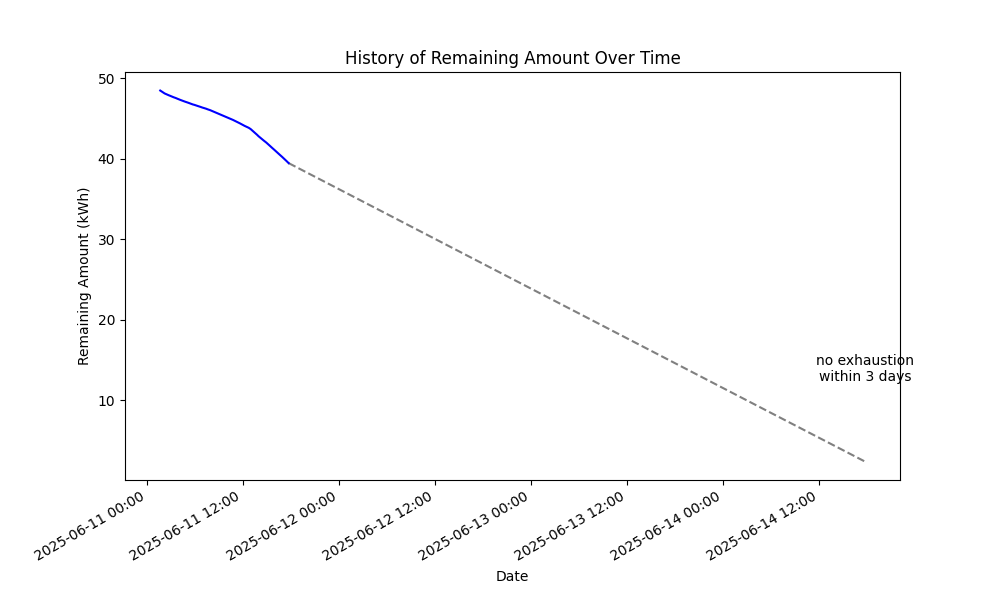 History of Remaining Amount Over Time
Remaining Amount (kWh)
50
40
30
20
10
no exhaustion
within 3 days
2025-06-11 00:00
2025-06-11 12:00
2025-06-12 00:00
2025-06-12 12:00
2025-06-13 00:00
2025-06-13 12:00
2025-06-14 00:00
2025-06-14 12:00
Date